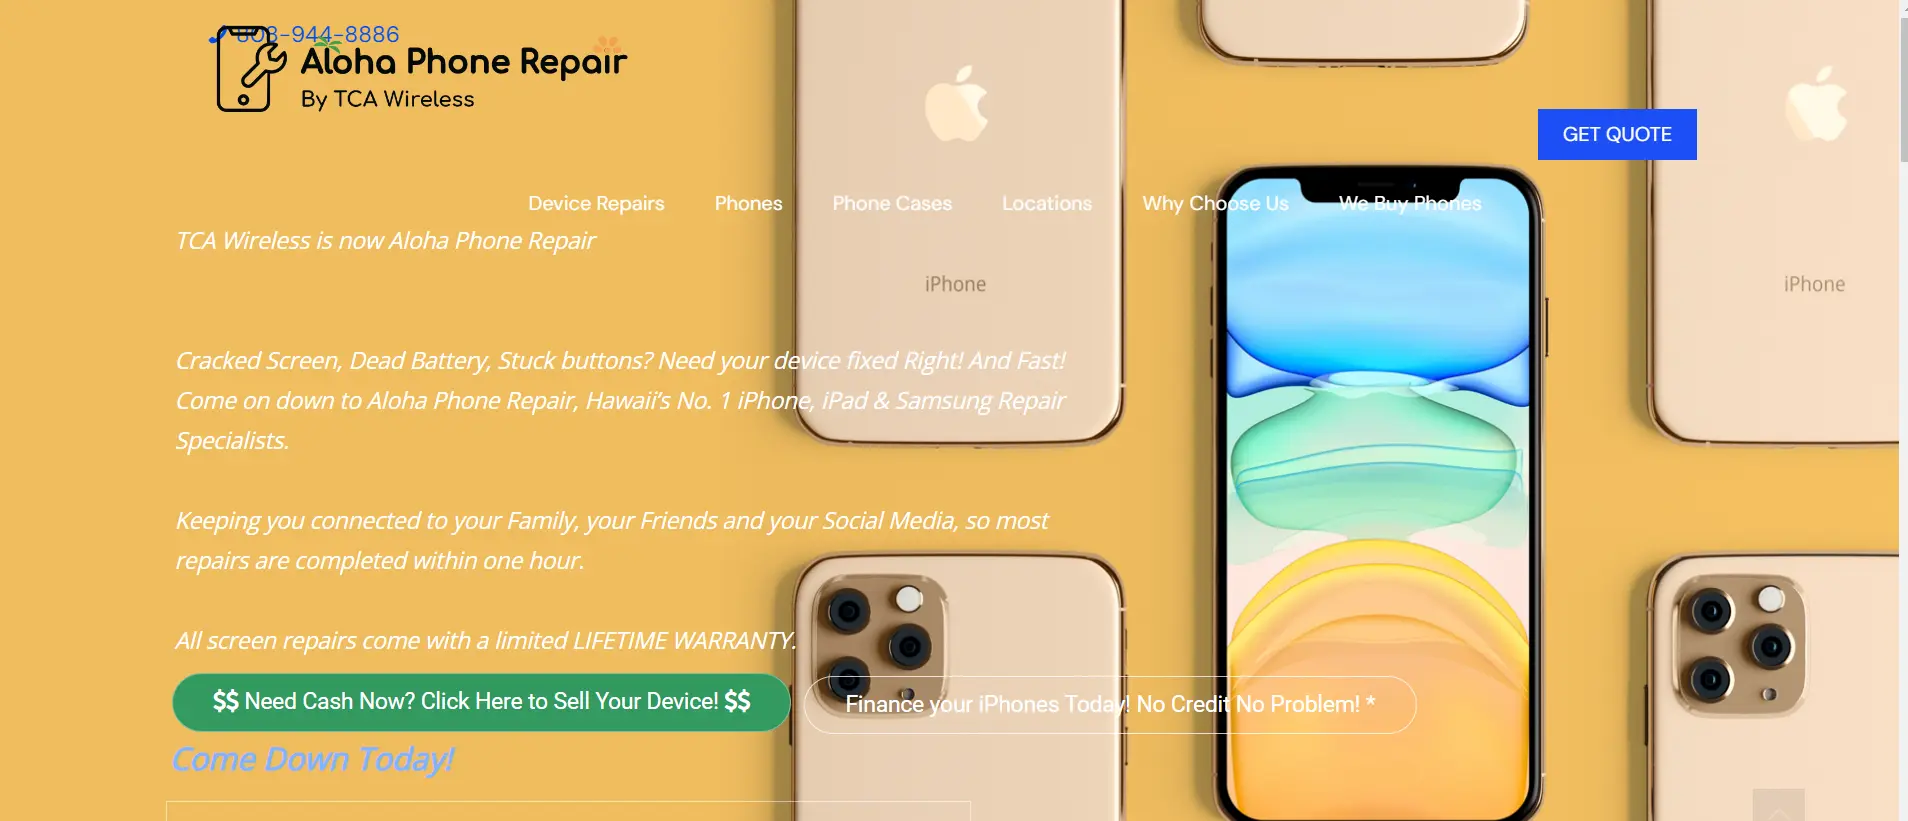 808-944-8886
Aloha Phone Repair
By TCA Wireless
GET QUOTE
Device Repairs Phones Phone Cases Locations Why Choose Us We Buy Phones
TCA Wireless is now Aloha Phone Repair
iPhone
iPhone
Cracked Screen, Dead Battery, Stuck buttons? Need your device fixed Right! And Fast!
Come on down to Aloha Phone Repair, Hawaii's No. 1 iPhone, iPad & Samsung Repair
Specialists.
Keeping you connected to your Family, your Friends and your Social Media, so most
repairs are completed within one hour.
All screen repairs come with a limited LIFETIME WARRANTY.
$$ Need Cash Now? Click Here to Sell Your Device! $$
Finance your iPhones Today! No Credit No Problem! *
Come Down Today!